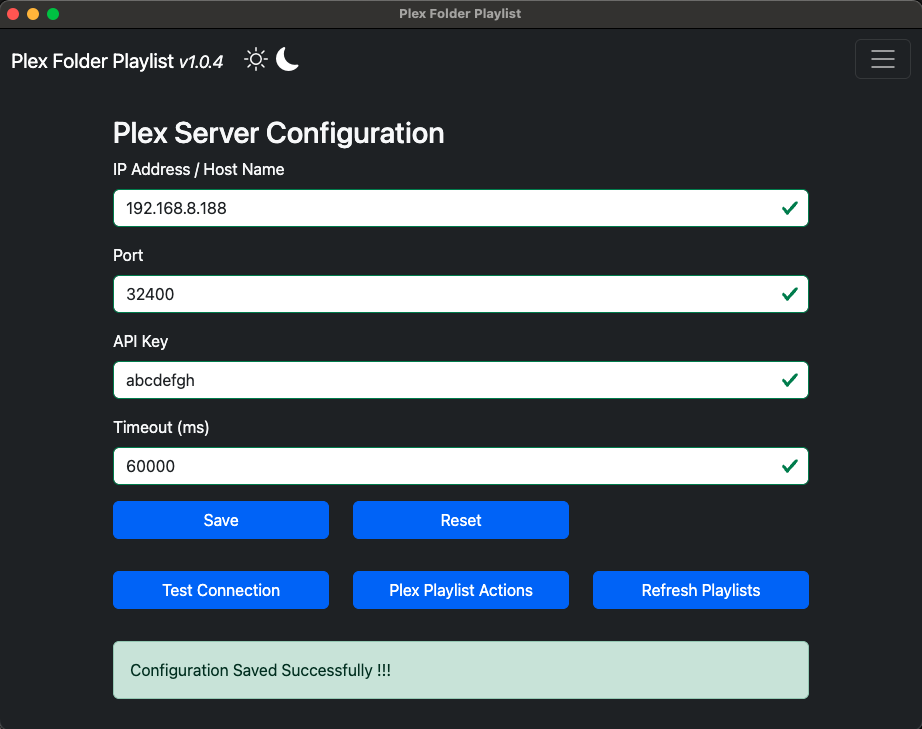 Plex Folder Playlist
Plex Folder Playlist v1.0.4
Plex Server Configuration
IP Address / Host Name
192.168.8.188
Port
32400
API Key
abcdefgh
Timeout (ms)
60000
Save Reset
Test Connection Plex Playlist Actions Refresh Playlists
Configuration Saved Successfully !!!